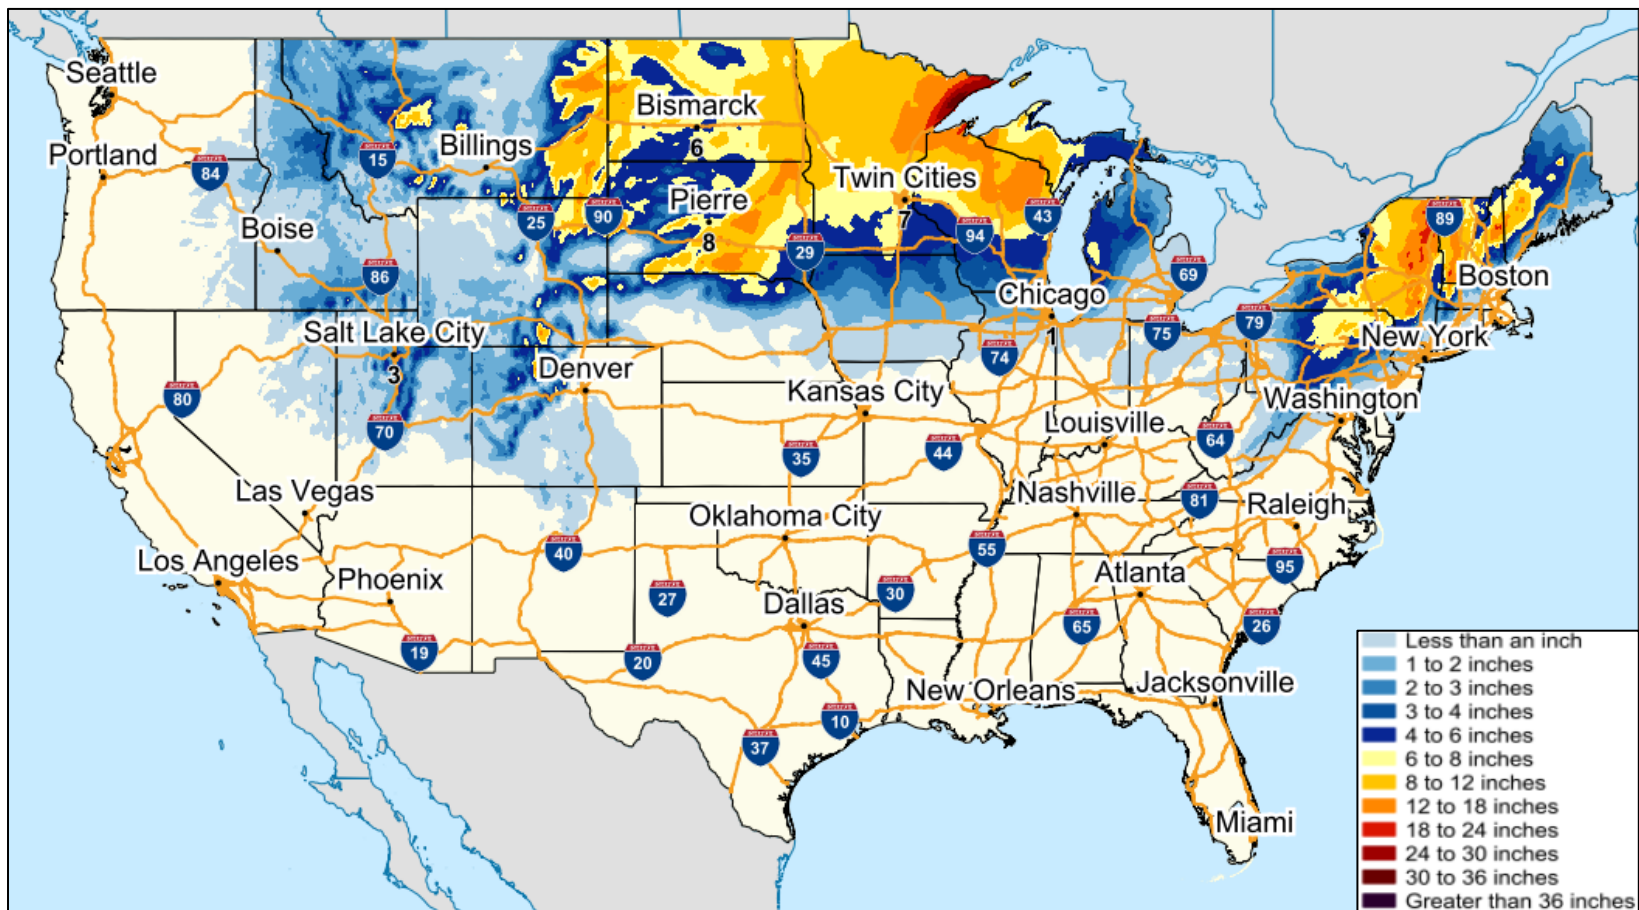 Seattle
Bismarck
6
Portland
84
15
Billings
Twin Cities
7
Pierre
8
25
90
43
89
94
29
Boise
86
69
Boston
Chicago
1
79
75
Salt Lake City
3
New York
74
Denver
80
Kansas City
Washington
70
Louisville
64
35
44
Las Vegas
Nashville
81
Raleigh
Oklahoma City
40
55
Los Angeles
Phoenix
Atlanta
95
27
30
Dallas
65
26
19
20
45
New Orleans
Jacksonville
10
37
Miami
Less than an inch
1 to 2 inches
2 to 3 inches
3 to 4 inches
4 to 6 inches
6 to 8 inches
8 to 12 inches
12 to 18 inches
18 to 24 inches
24 to 30 inches
30 to 36 inches
Greater than 36 inches